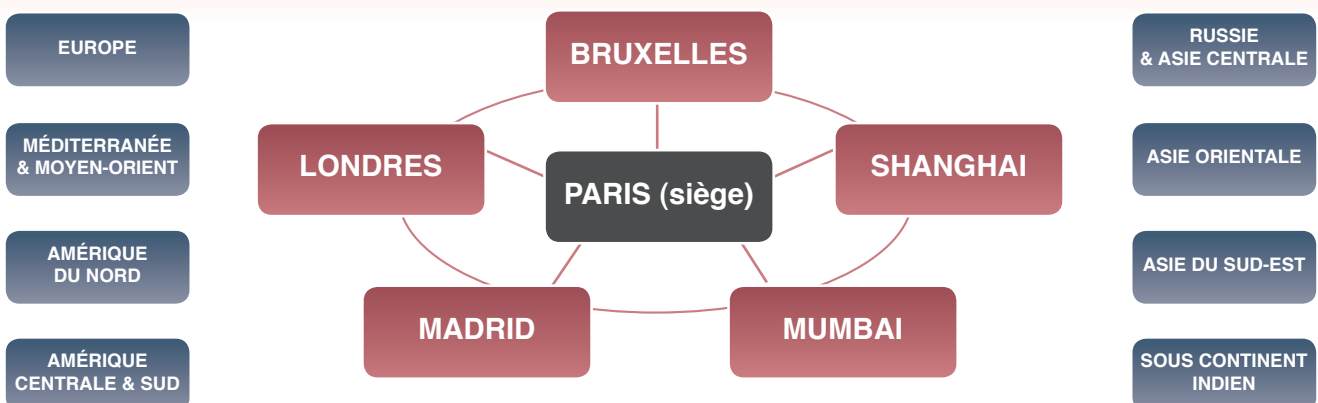 EUROPE
MÉDITERRANÉE
& MOYEN-ORIENT
AMÉRIQUE
DU NORD
AMÉRIQUE
CENTRALE & SUD
BRUXELLES
LONDRES
SHANGHAI
PARIS (siège)
MADRID
MUMBAI
RUSSIE
& ASIE CENTRALE
ASIE ORIENTALE
ASIE DU SUD-EST
SOUS CONTINENT
INDIEN